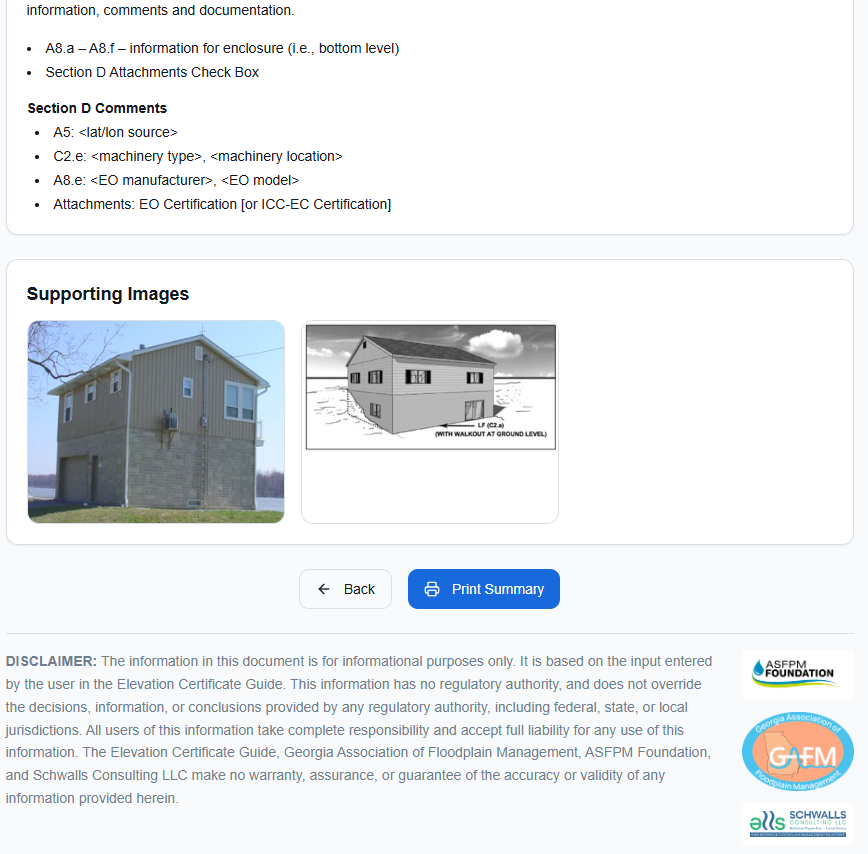 information, comments and documentation.
• A8.a – A8.f – information for enclosure (i.e., bottom level)
• Section D Attachments Check Box
Section D Comments
• A5: <lat/lon source>
• C2.e: <machinery type>, <machinery location>
• A8.e: <EO manufacturer>, <EO model>
• Attachments: EO Certification [or ICC-EC Certification]
Supporting Images
LF (C2.a)
(WITH WALKOUT AT GROUND LEVEL)
Back
Print Summary
DISCLAIMER: The information in this document is for informational purposes only. It is based on the input entered
by the user in the Elevation Certificate Guide. This information has no regulatory authority, and does not override
the decisions, information, or conclusions provided by any regulatory authority, including federal, state, or local
jurisdictions. All users of this information take complete responsibility and accept full liability for any use of this
information. The Elevation Certificate Guide, Georgia Association of Floodplain Management, ASFPM Foundation,
and Schwalls Consulting LLC make no warranty, assurance, or guarantee of the accuracy or validity of any
information provided herein.
ASFPM
FOUNDATION
Georgia Association of
GAFM
Floodplain Management
SCHWALLS
CONSULTING LLC